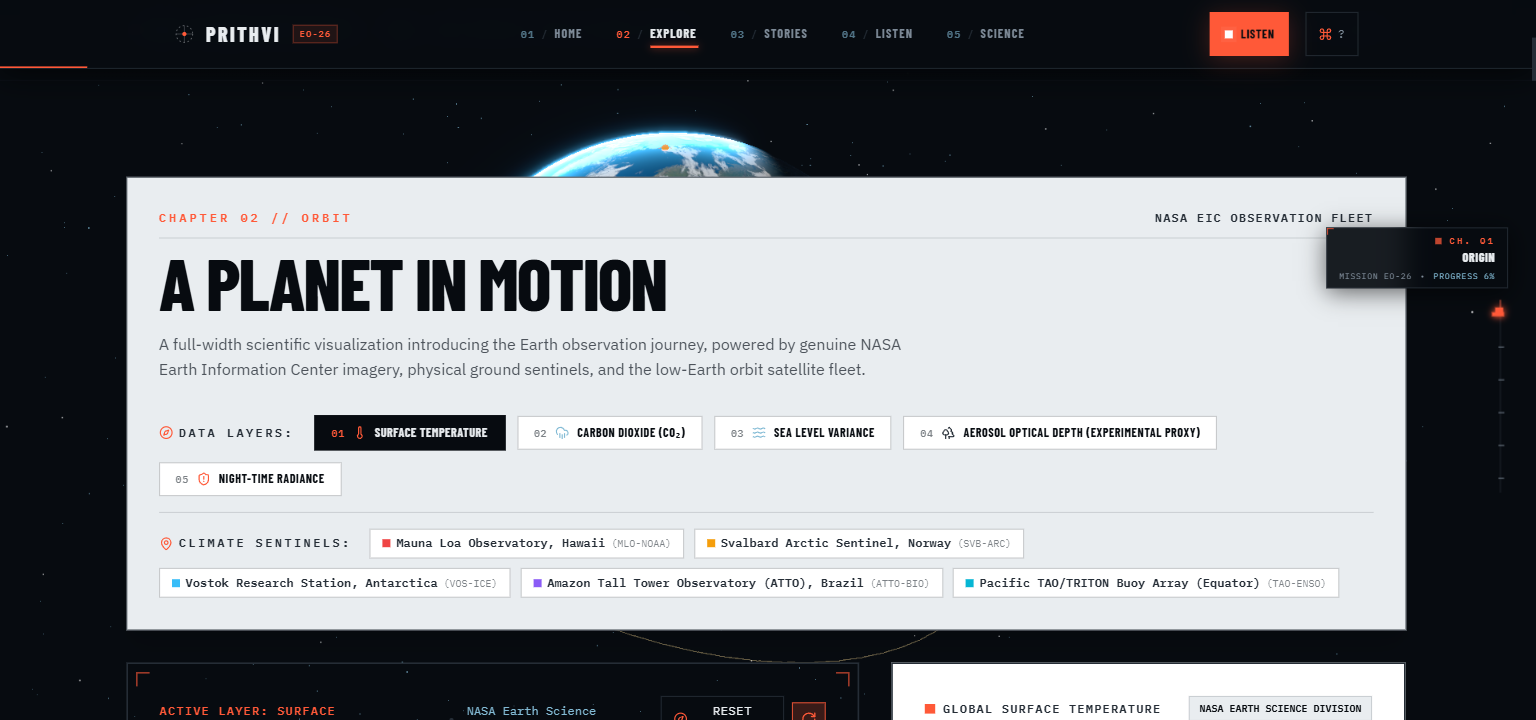 PRITHVI EO-26 01 / HOME 02 / EXPLORE 03 / STORIES 04 / LISTEN 05 / SCIENCE LISTEN ⌘ ?
CHAPTER 02 // ORBIT NASA EIC OBSERVATION FLEET
CH. 01
ORIGIN
MISSION EO-26 • PROGRESS 6%
A PLANET IN MOTION
A full-width scientific visualization introducing the Earth observation journey, powered by genuine NASA
Earth Information Center imagery, physical ground sentinels, and the low-Earth orbit satellite fleet.
DATA LAYERS: 01 SURFACE TEMPERATURE 02 CARBON DIOXIDE (CO₂) 03 SEA LEVEL VARIANCE 04 AEROSOL OPTICAL DEPTH (EXPERIMENTAL PROXY)
05 NIGHT-TIME RADIANCE
CLIMATE SENTINELS: Mauna Loa Observatory, Hawaii (MLO-NOAA) Svalbard Arctic Sentinel, Norway (SVB-ARC)
Vostok Research Station, Antarctica (VOS-ICE) Amazon Tall Tower Observatory (ATTO), Brazil (ATTO-BIO) Pacific TAO/TRITON Buoy Array (Equator) (TAO-ENSO)
ACTIVE LAYER: SURFACE NASA Earth Science RESET GLOBAL SURFACE TEMPERATURE NASA EARTH SCIENCE DIVISION